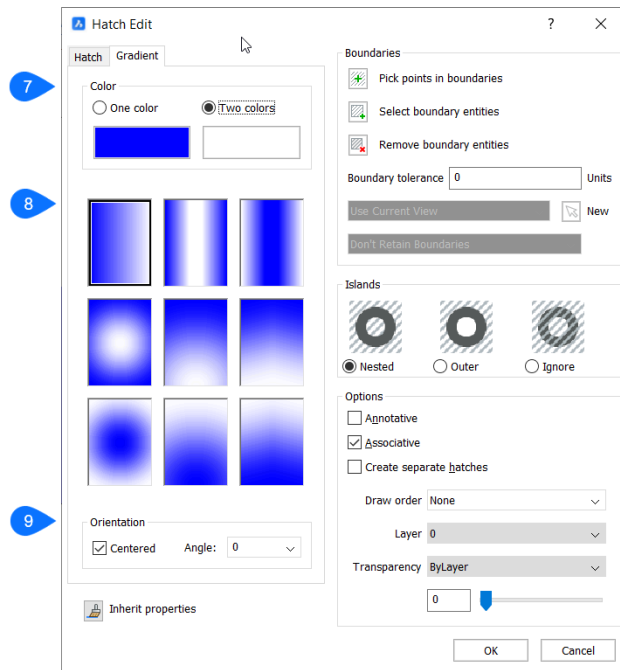 Hatch Edit
?
Hatch
Gradient
7
Color
One color
Two colors
8
9
Orientation
Centered
Angle:
0
Inherit properties
Boundaries
Pick points in boundaries
Select boundary entities
Remove boundary entities
Boundary tolerance
0
Units
Use Current View
New
Don't Retain Boundaries
Islands
Nested
Outer
Ignore
Options
Annotative
Associative
Create separate hatches
Draw order
None
Layer
0
Transparency
ByLayer
0
OK
Cancel